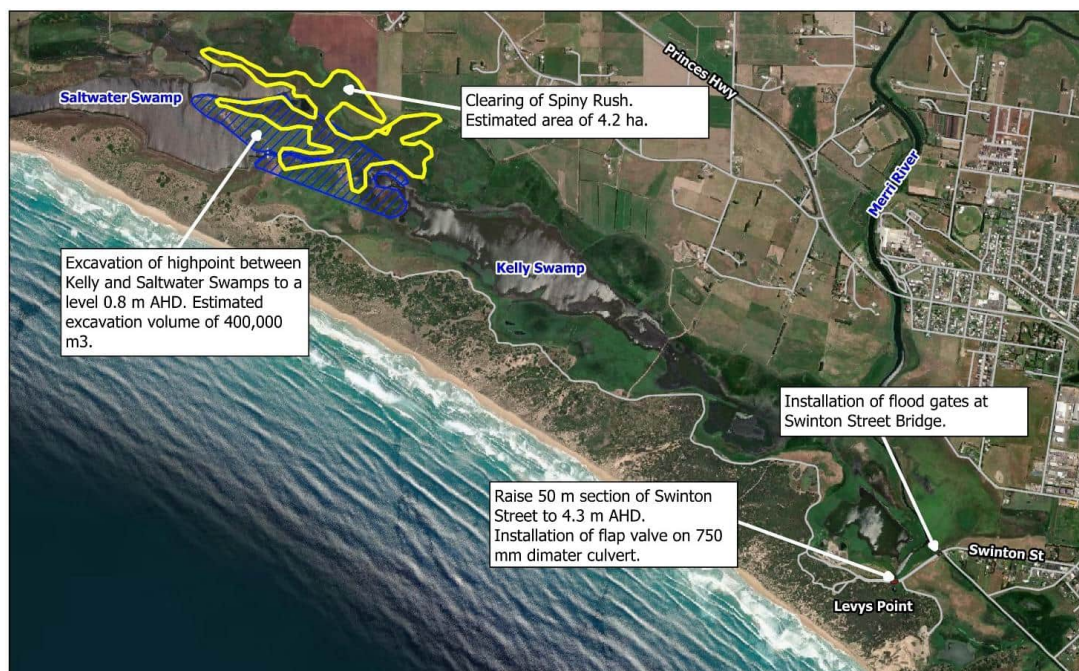 Saltwater Swamp
Clearing of Spiny Rush.
Estimated area of 4.2 ha.
Princes Hwy
MerriRiver
Excavation of highpoint between
Kelly and Saltwater Swamps to a
level 0.8 m AHD. Estimated
excavation volume of 400,000
m3.
Kelly Swamp
Installation of flood gates at
Swinton Street Bridge.
Raise 50 m section of Swinton
Street to 4.3 m AHD.
Installation of flap valve on 750
mm dimater culvert.
Swinton St
Levys Point